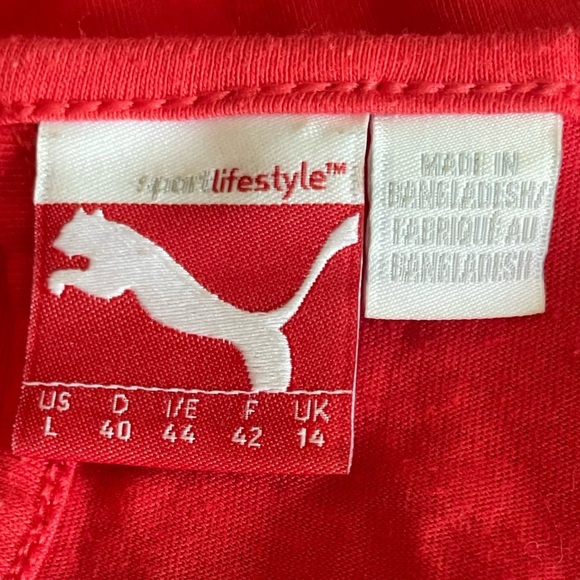 sportlifestyle™
US D I/E F UK
L 40 44 42 14
MADE IN
BANGLADESH/
FABRIQUÉ AU
BANGLADESH